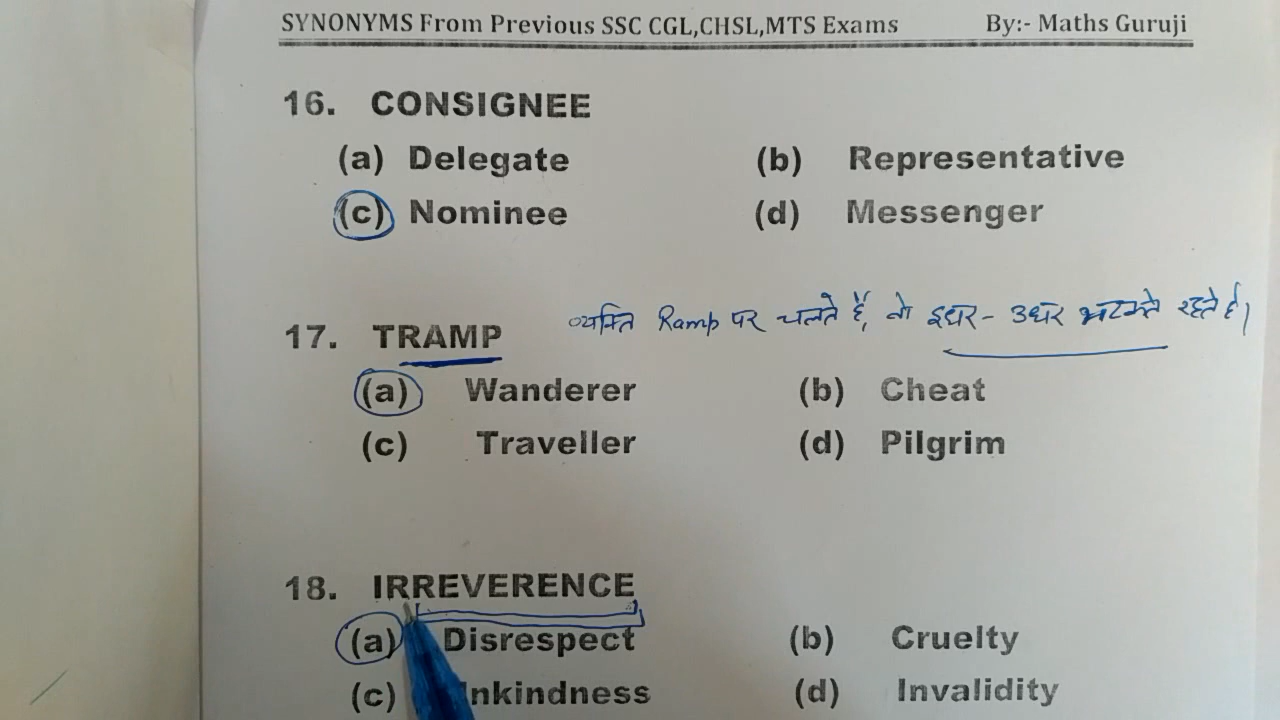 SYNONYMS From Previous SSC CGL,CHSL,MTS Exams By:- Maths Guruji
16. CONSIGNEE
(a) Delegate (b) Representative
(c) Nominee (d) Messenger
व्यक्ति Ramp पर चलते हैं, वो इधर - उधर भटकते रहते हैं।
17. TRAMP
(a) Wanderer (b) Cheat
(c) Traveller (d) Pilgrim
18. IRREVERENCE
(a) Disrespect (b) Cruelty
(c) nkindness (d) Invalidity